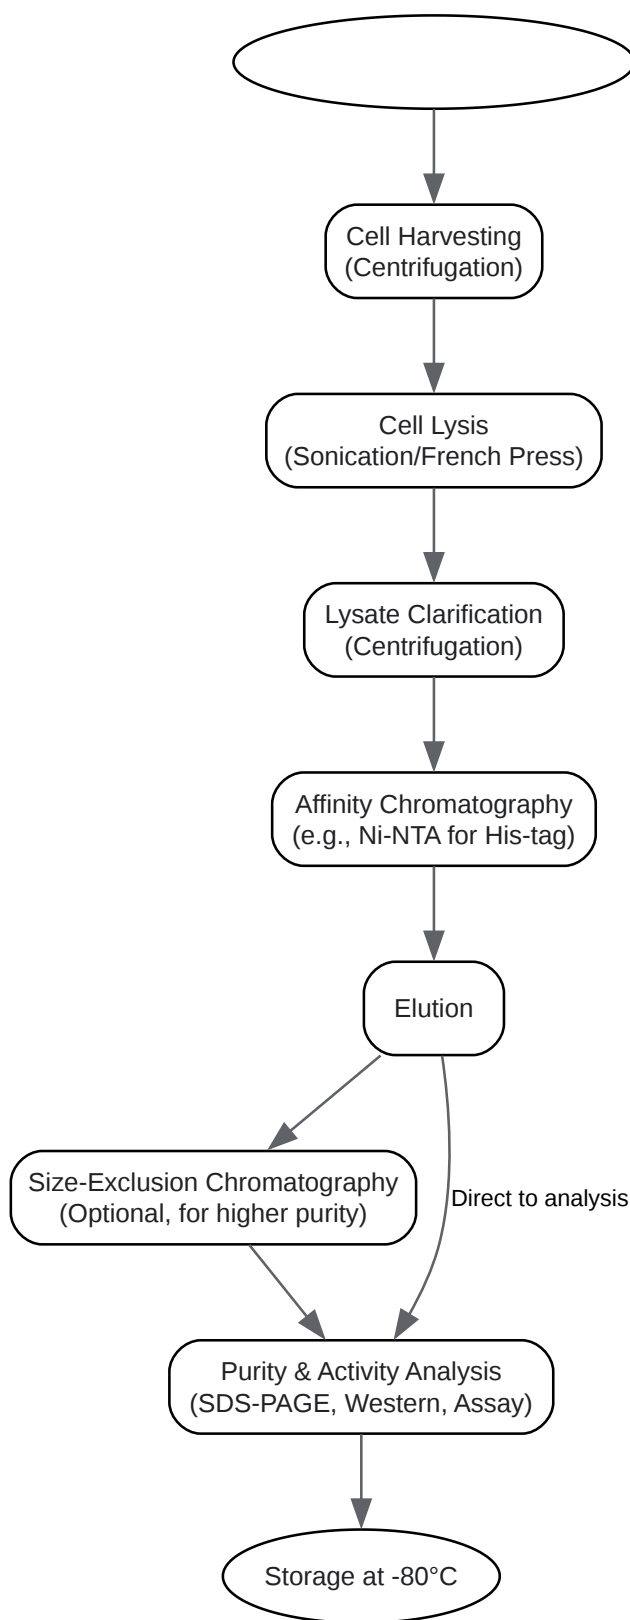 Cell Harvesting
(Centrifugation)
Cell Lysis
(Sonication/French Press)
Lysate Clarification
(Centrifugation)
Affinity Chromatography
(e.g., Ni-NTA for His-tag)
Elution
Size-Exclusion Chromatography
(Optional, for higher purity)
Direct to analysis
Purity & Activity Analysis
(SDS-PAGE, Western, Assay)
Storage at -80°C